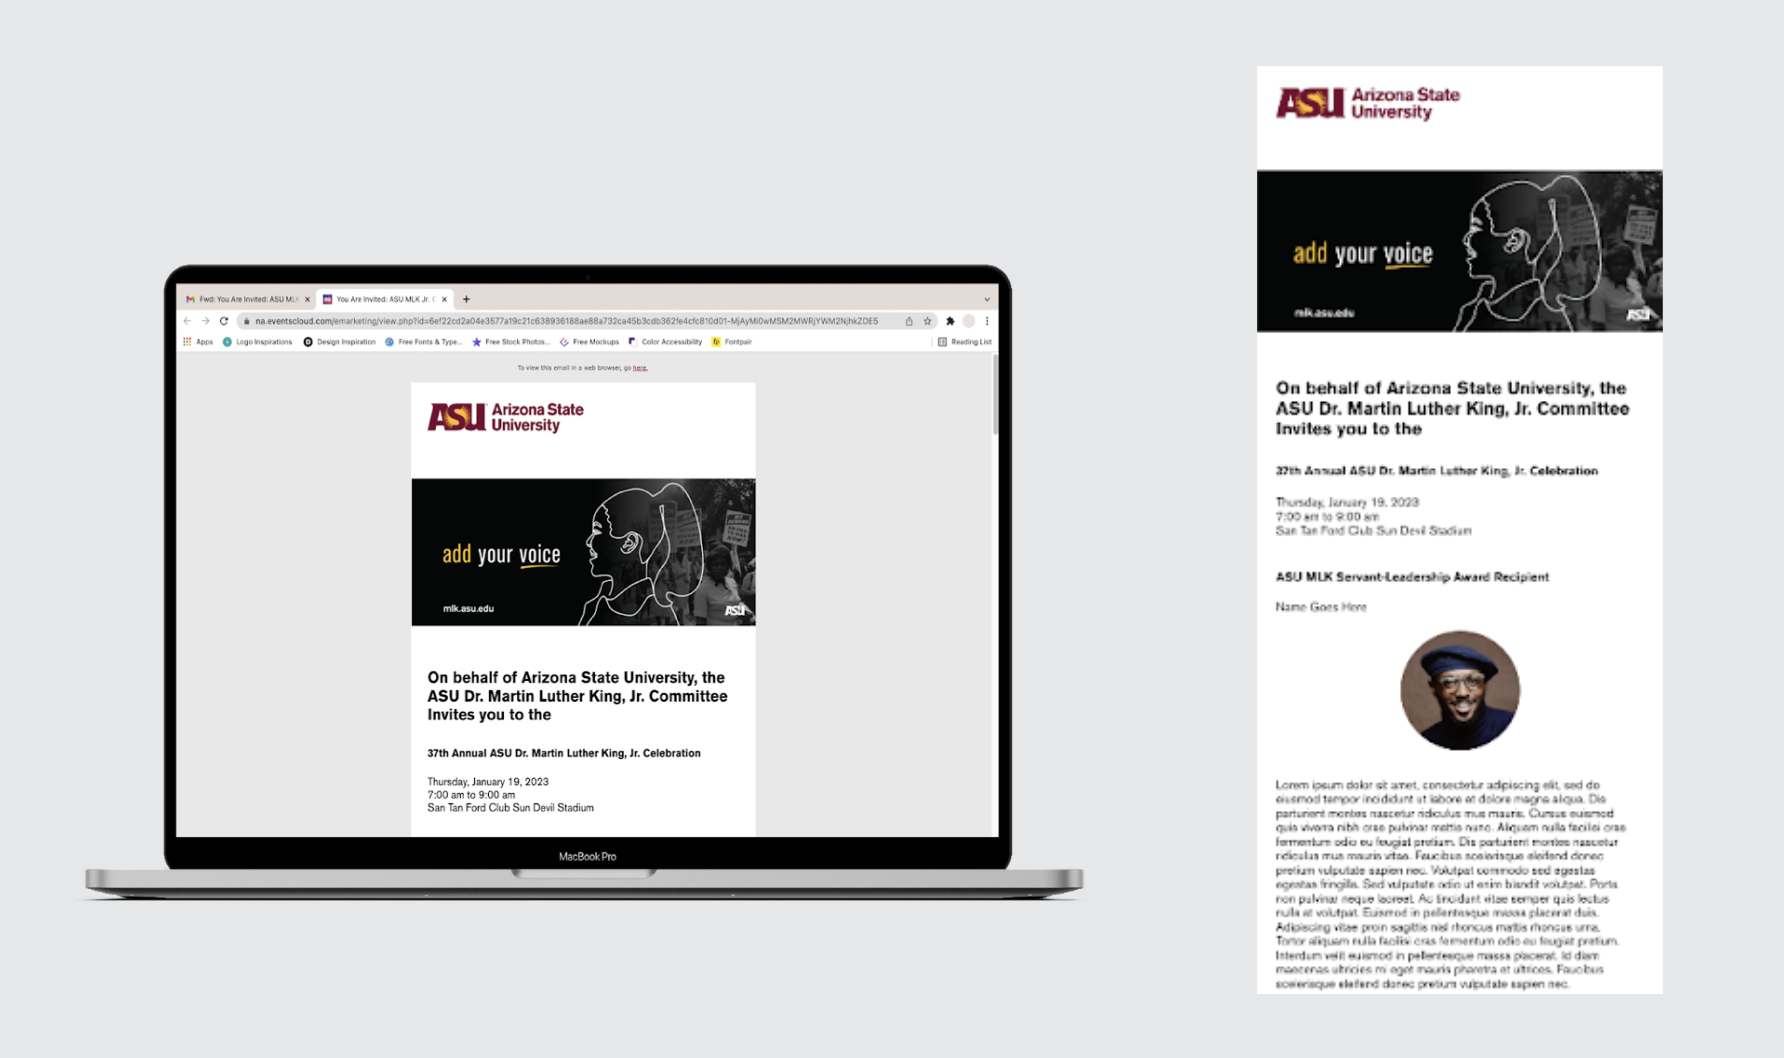 Fwd: You Are Invited: ASU MLK
You Are Invited: ASU MLK Jr. C
na.eventscloud.com/emarketing/view.php?id=6ef22cd2a04e3577a19c21c638936188ae88a732ca45b3cdb362fe4cfc810d01-MjAyMi0wMSM2MWRjYWM2NjhkZDE5
Apps Logo Inspirations Design Inspiration Free Fonts & Type... Free Stock Photos... Free Mockups Color Accessibility Fontpair Reading List
To view this email in a web browser, go here.
ASU Arizona State
University
add your voice
mlk.asu.edu
ASU
On behalf of Arizona State University, the
ASU Dr. Martin Luther King, Jr. Committee
Invites you to the
37th Annual ASU Dr. Martin Luther King, Jr. Celebration
Thursday, January 19, 2023
7:00 am to 9:00 am
San Tan Ford Club Sun Devil Stadium
MacBook Pro
ASU Arizona State
University
add your voice
mlk.asu.edu
ASU
On behalf of Arizona State University, the
ASU Dr. Martin Luther King, Jr. Committee
Invites you to the
37th Annual ASU Dr. Martin Luther King, Jr. Celebration
Thursday, January 19, 2023
7:00 am to 9:00 am
San Tan Ford Club Sun Devil Stadium
ASU MLK Servant-Leadership Award Recipient
Name Goes Here
Lorem ipsum dolor sit amet, consectetur adipiscing elit, sed do
eiusmod tempor incididunt ut labore et dolore magna aliqua. Dis
parturient montes nascetur ridiculus mus mauris. Cursus euismod
quis viverra nibh cras pulvinar mattis nunc. Aliquam nulla facilisi cras
fermentum odio eu feugiat pretium. Dis parturient montes nascetur
ridiculus mus mauris vitae. Faucibus scelerisque eleifend donec
pretium vulputate sapien nec. Volutpat commodo sed egestas
egestas fringilla. Sed vulputate odio ut enim blandit volutpat. Porta
non pulvinar neque laoreet. Ac tincidunt vitae semper quis lectus
nulla at volutpat. Euismod in pellentesque massa placerat duis.
Adipiscing vitae proin sagittis nisl rhoncus mattis rhoncus urna.
Tortor aliquam nulla facilisi cras fermentum odio eu feugiat pretium.
Interdum velit euismod in pellentesque massa placerat. Id diam
maecenas ultricies mi eget mauris pharetra et ultrices. Faucibus
scelerisque eleifend donec pretium vulputate sapien nec.